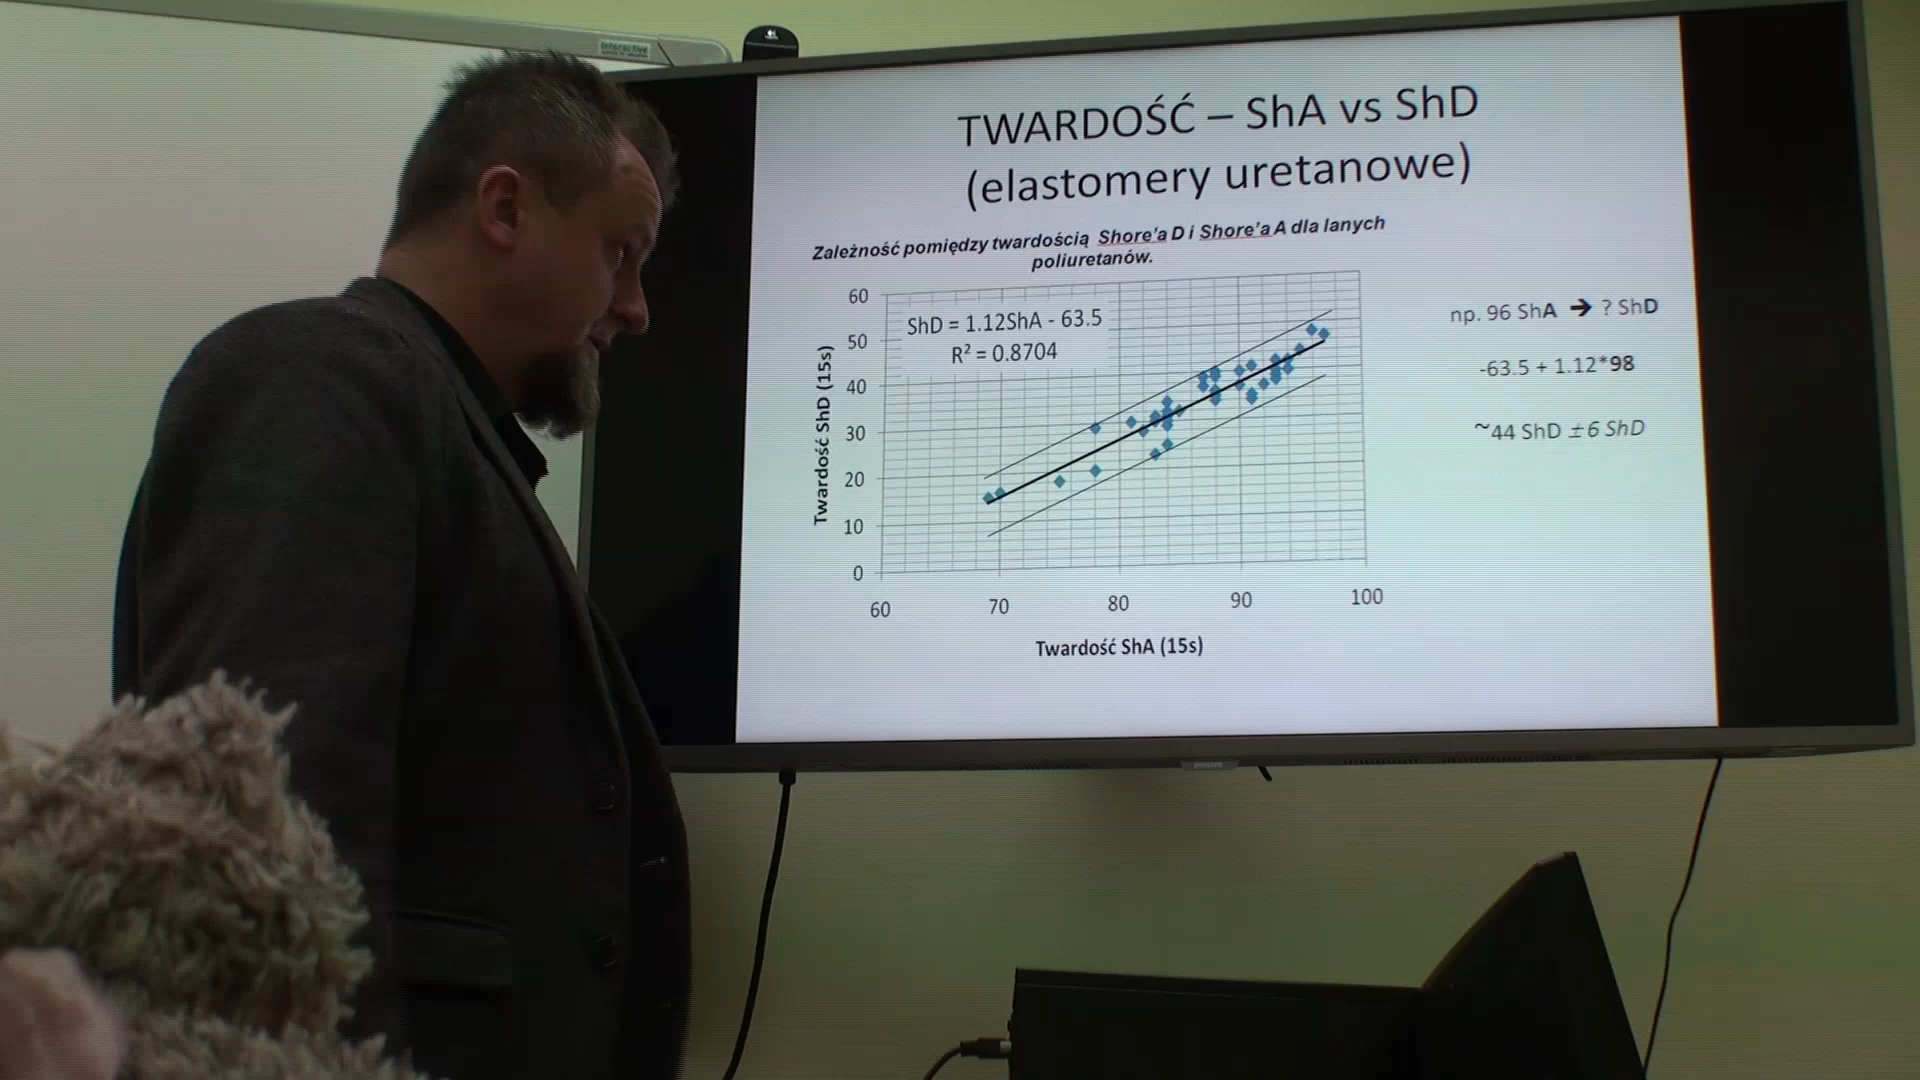 interactive
TWARDOŚĆ – ShA vs ShD
(elastomery uretanowe)
Zależność pomiędzy twardością Shore'a D i Shore'a A dla lanych
poliuretanów.
60
50
40
30
20
10
0
Twardość ShD (15s)
ShD = 1.12ShA - 63.5
R² = 0.8704
60 70 80 90 100
Twardość ShA (15s)
np. 96 ShA ➔ ? ShD
-63.5 + 1.12*98
~44 ShD ±6 ShD
PHILIPS